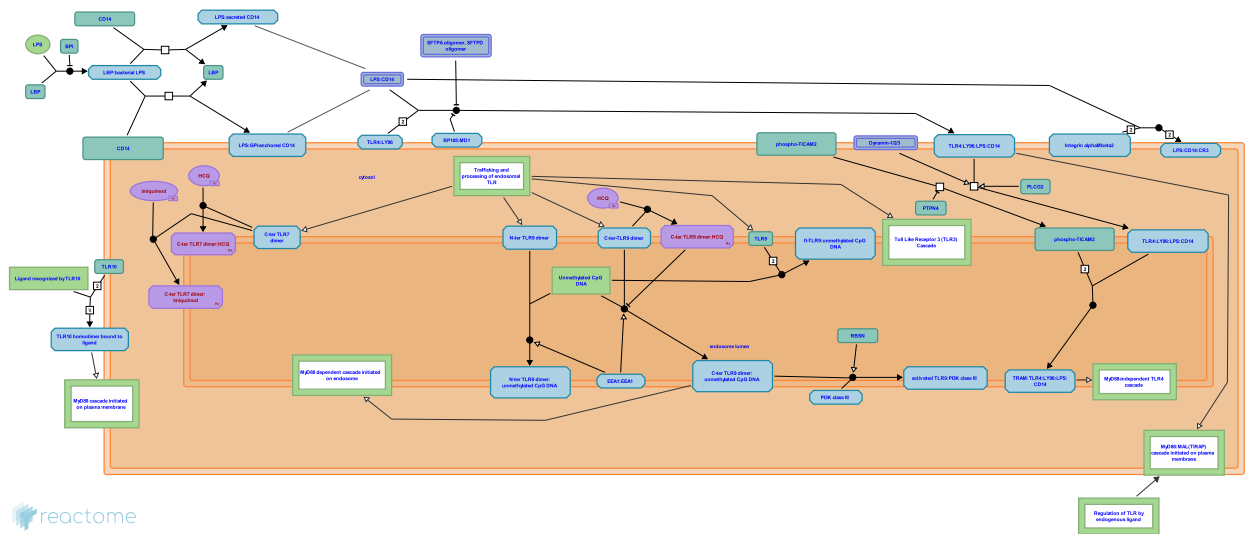 CD14
LPS:secreted CD14
LPS
BPI
LBP:bacterial LPS
LBP
LBP
SFTPA oligomer, SFTPD
oligomer
LPS:CD14
2
TLR4:LY96
RP105:MD1
CD14
LPS:GPI-anchored CD14
phospho-TICAM2
Dynamin-1/2/3
TLR4:LY96:LPS:CD14
Integrin alphaMbeta2
2
2
LPS:CD14:CR3
cytosol
Trafficking and
processing of endosomal
TLR
imiquimod
HCQ
HCQ
PLCG2
PTPN4
C-ter TLR7 dimer:HCQ
C-ter TLR7
dimer
N-ter TLR9 dimer
C-ter-TLR9 dimer
C-ter TLR9 dimer:HCQ
TLR9
2
fl-TLR9:unmethylated CpG
DNA
Toll Like Receptor 3 (TLR3)
Cascade
phospho-TICAM2
2
TLR4:LY96:LPS:CD14
Ligand recognized by TLR10
TLR10
2
3
C-ter TLR7 dimer:
imiquimod
Unmethylated CpG
DNA
TLR10 homodimer bound to
ligand
RBSN
endosome lumen
MyD88 dependent cascade initiated
on endosome
N-ter TLR9 dimer:
unmethylated CpG DNA
EEA1:EEA1
C-ter TLR9 dimer:
unmethylated CpG DNA
PI3K class III
activated TLR9:PI3K class III
TRAM:TLR4:LY96:LPS:
CD14
MyD88-independent TLR4
cascade
MyD88 cascade initiated
on plasma membrane
MyD88:MAL(TIRAP)
cascade initiated on plasma
membrane
Regulation of TLR by
endogenous ligand
reactome